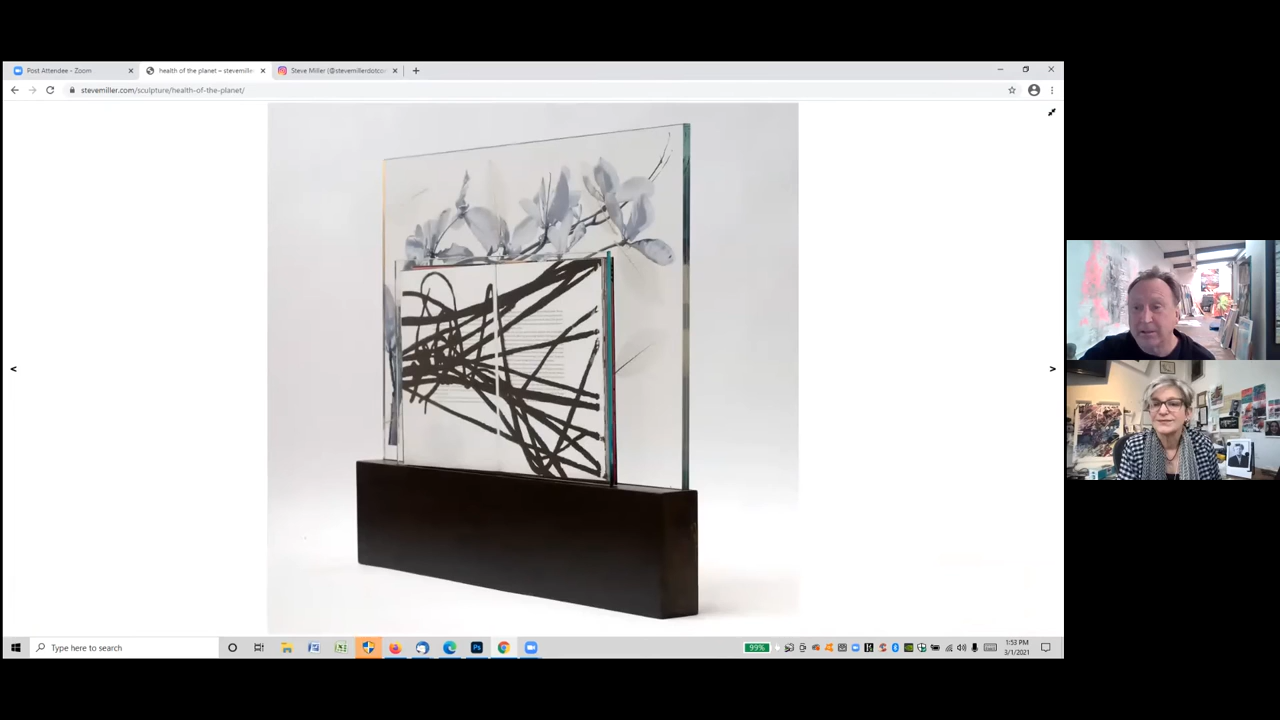 Post Attendee - Zoom
health of the planet – stevemille
Steve Miller (@stevemillerdotco
stevemiller.com/sculpture/health-of-the-planet/
<
>
Type here to search
99%
1:53 PM
3/1/2021